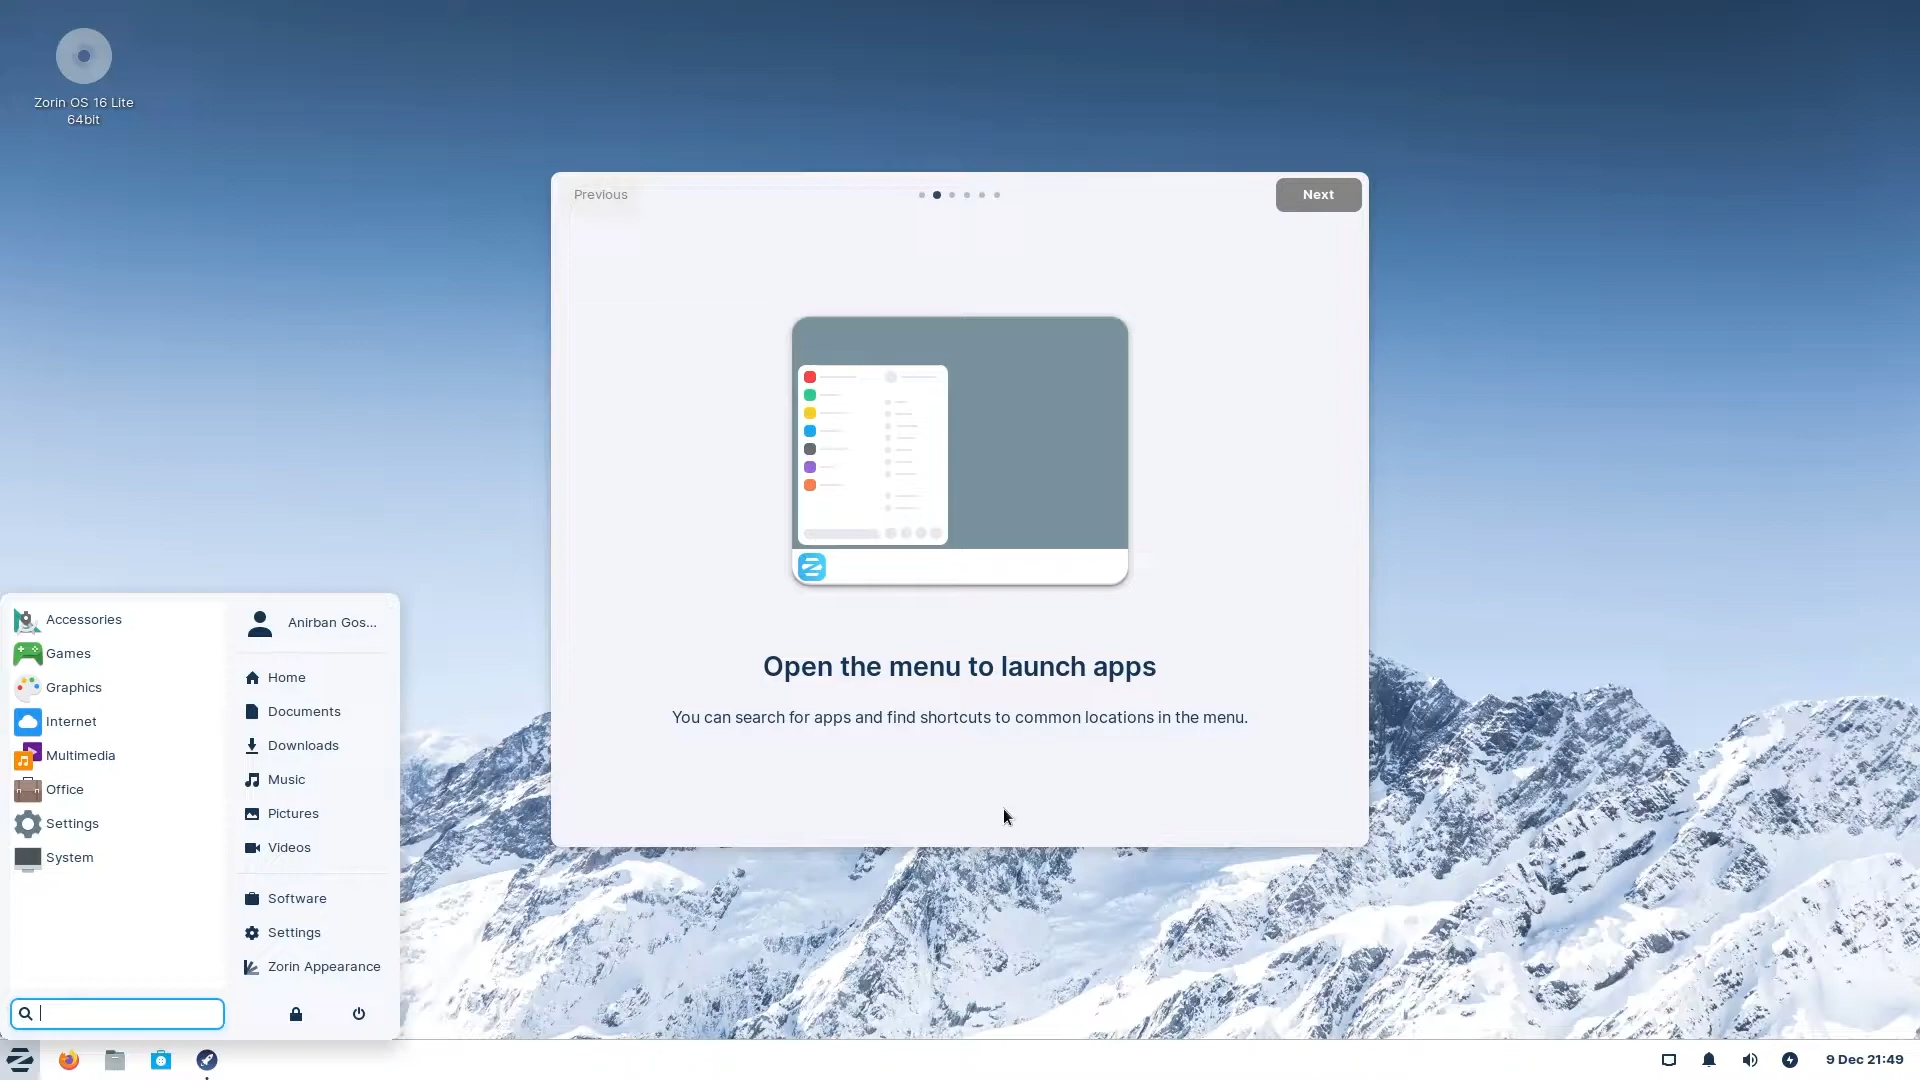 Zorin OS 16 Lite
64bit
Previous
Next
Open the menu to launch apps
You can search for apps and find shortcuts to common locations in the menu.
Accessories
Games
Graphics
Internet
Multimedia
Office
Settings
System
Anirban Gos...
Home
Documents
Downloads
Music
Pictures
Videos
Software
Settings
Zorin Appearance
9 Dec 21:49